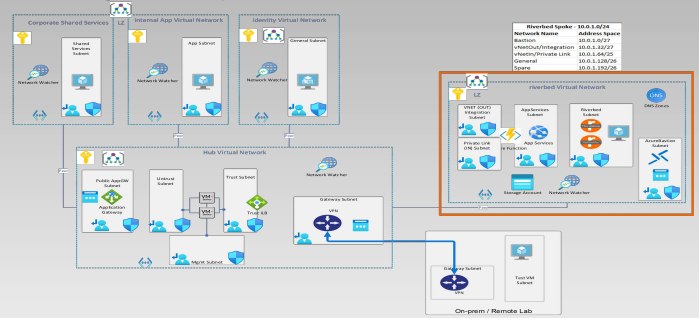 Corporate Shared Services
LZ
Internal App Virtual Network
Identity Virtual Network
Shared
Services
Subnet
Network Watcher
App Subnet
Network Watcher
General Subnet
Network Watcher
Riverbed Spoke - 10.0.1.0/24
Network Name Address Space
Bastion 10.0.1.0/27
vNetOut/Integration 10.0.1.32/27
vNetIn/Private Link 10.0.1.64/25
General 10.0.1.128/26
Spare 10.0.1.192/26
riverbed Virtual Network
LZ
DNS
DNS Zones
VNET (OUT)
Integration
Subnet
AppServices
Subnet
Riverbed
Subnet
Private Link
(IN) Subnet
Function
App Services
AzureBastion
Subnet
Storage Account
Network Watcher
Hub Virtual Network
Network Watcher
Public AppGW
Subnet
Application
Gateway
Untrust
Subnet
Trust Subnet
VM
VM
Trust ILB
Mgmt Subnet
Gateway Subnet
VPN
Gateway Subnet
VPN
Test VM
Subnet
On-prem / Remote Lab